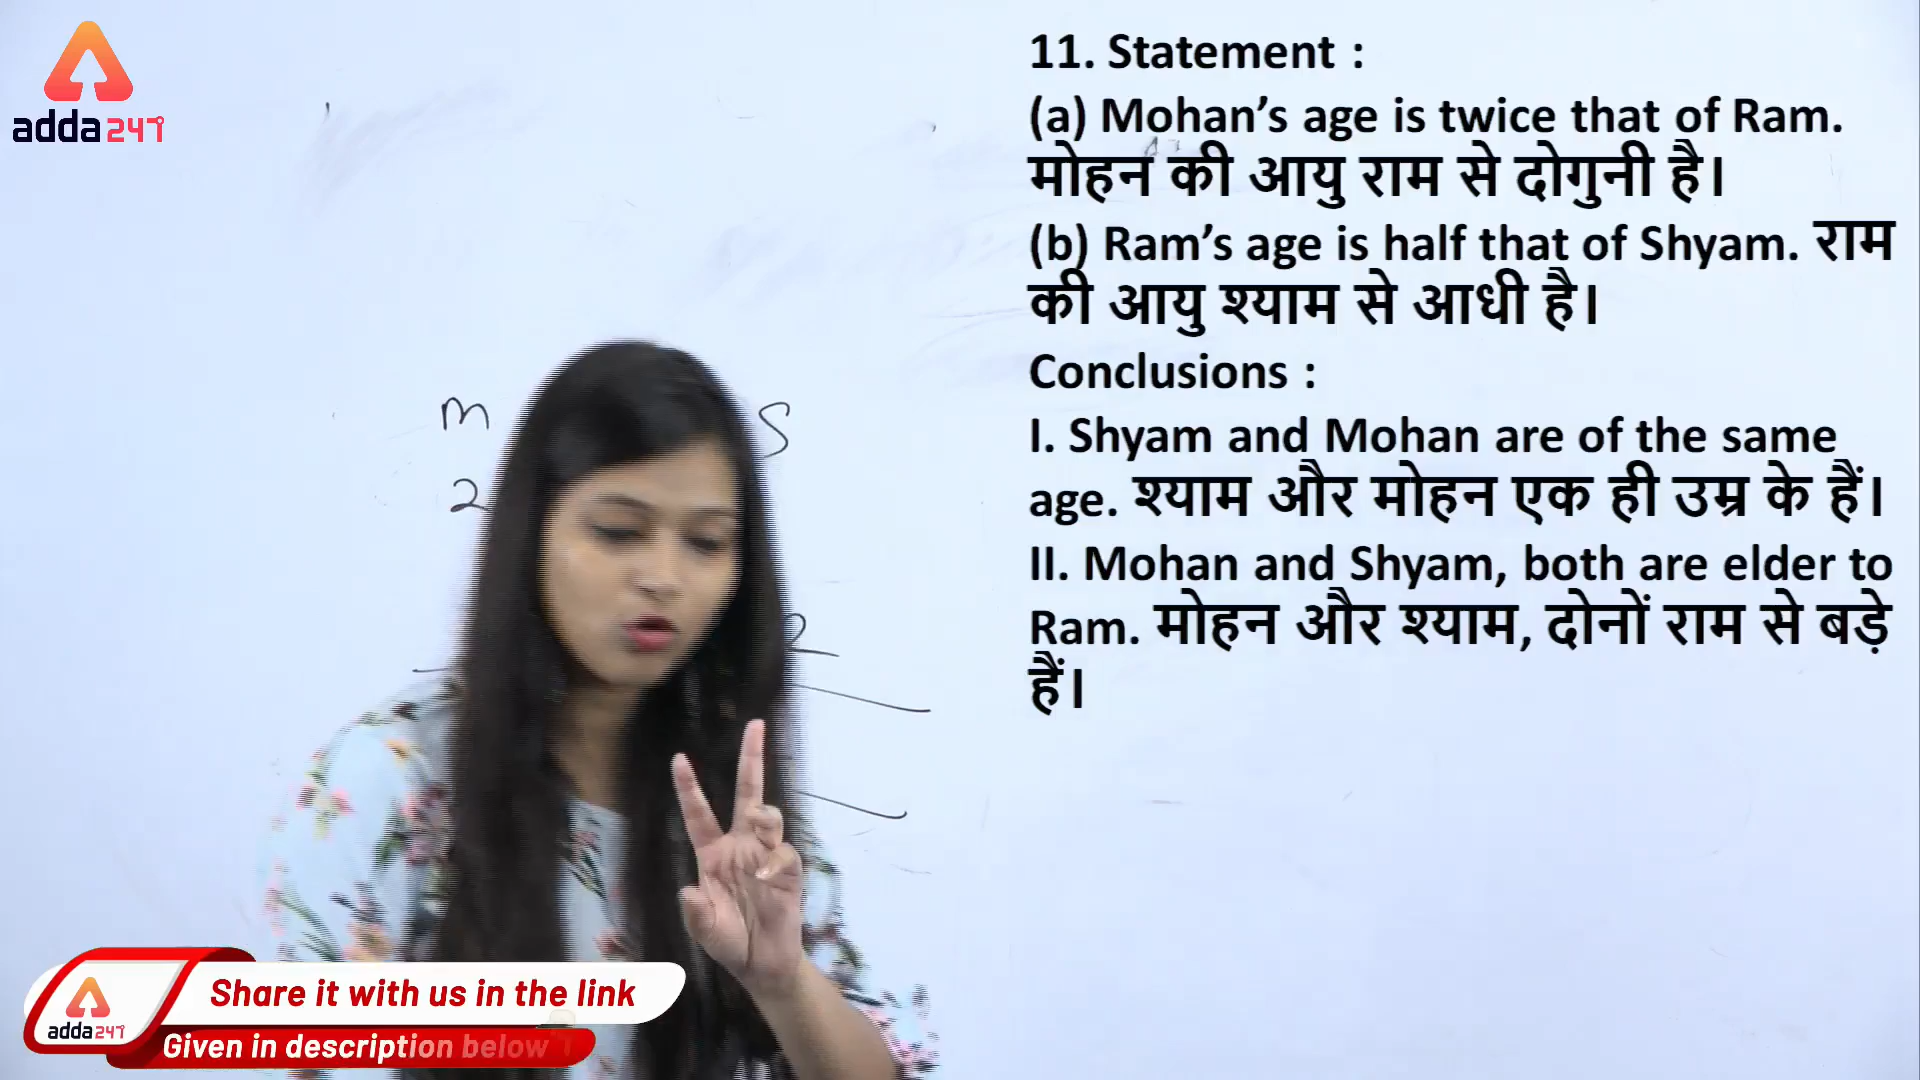 adda247
11. Statement :
(a) Mohan’s age is twice that of Ram.
मोहन की आयु राम से दोगुनी है।
(b) Ram’s age is half that of Shyam. राम
की आयु श्याम से आधी है।
Conclusions :
I. Shyam and Mohan are of the same
age. श्याम और मोहन एक ही उम्र के हैं।
II. Mohan and Shyam, both are elder to
Ram. मोहन और श्याम, दोनों राम से बड़े
हैं।
m S
2
2
Share it with us in the link
adda247
Given in description below